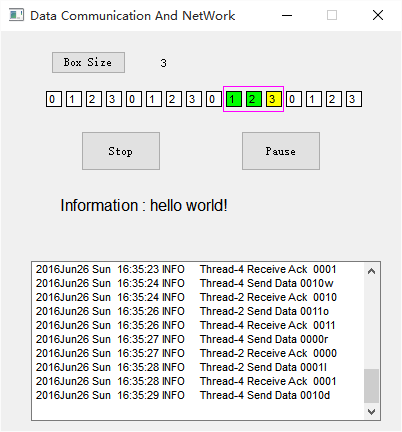 Data Communication And NetWork
Box Size 3
0 1 2 3 0 1 2 3 0 1 2 3 0 1 2 3
Stop Pause
Information : hello world!
2016Jun26 Sun 16:35:23 INFO Thread-4 Receive Ack 0001
2016Jun26 Sun 16:35:24 INFO Thread-4 Send Data 0010w
2016Jun26 Sun 16:35:24 INFO Thread-2 Receive Ack 0010
2016Jun26 Sun 16:35:26 INFO Thread-2 Send Data 0011o
2016Jun26 Sun 16:35:26 INFO Thread-4 Receive Ack 0011
2016Jun26 Sun 16:35:27 INFO Thread-4 Send Data 0000r
2016Jun26 Sun 16:35:27 INFO Thread-2 Receive Ack 0000
2016Jun26 Sun 16:35:28 INFO Thread-2 Send Data 0001l
2016Jun26 Sun 16:35:28 INFO Thread-4 Receive Ack 0001
2016Jun26 Sun 16:35:29 INFO Thread-4 Send Data 0010d